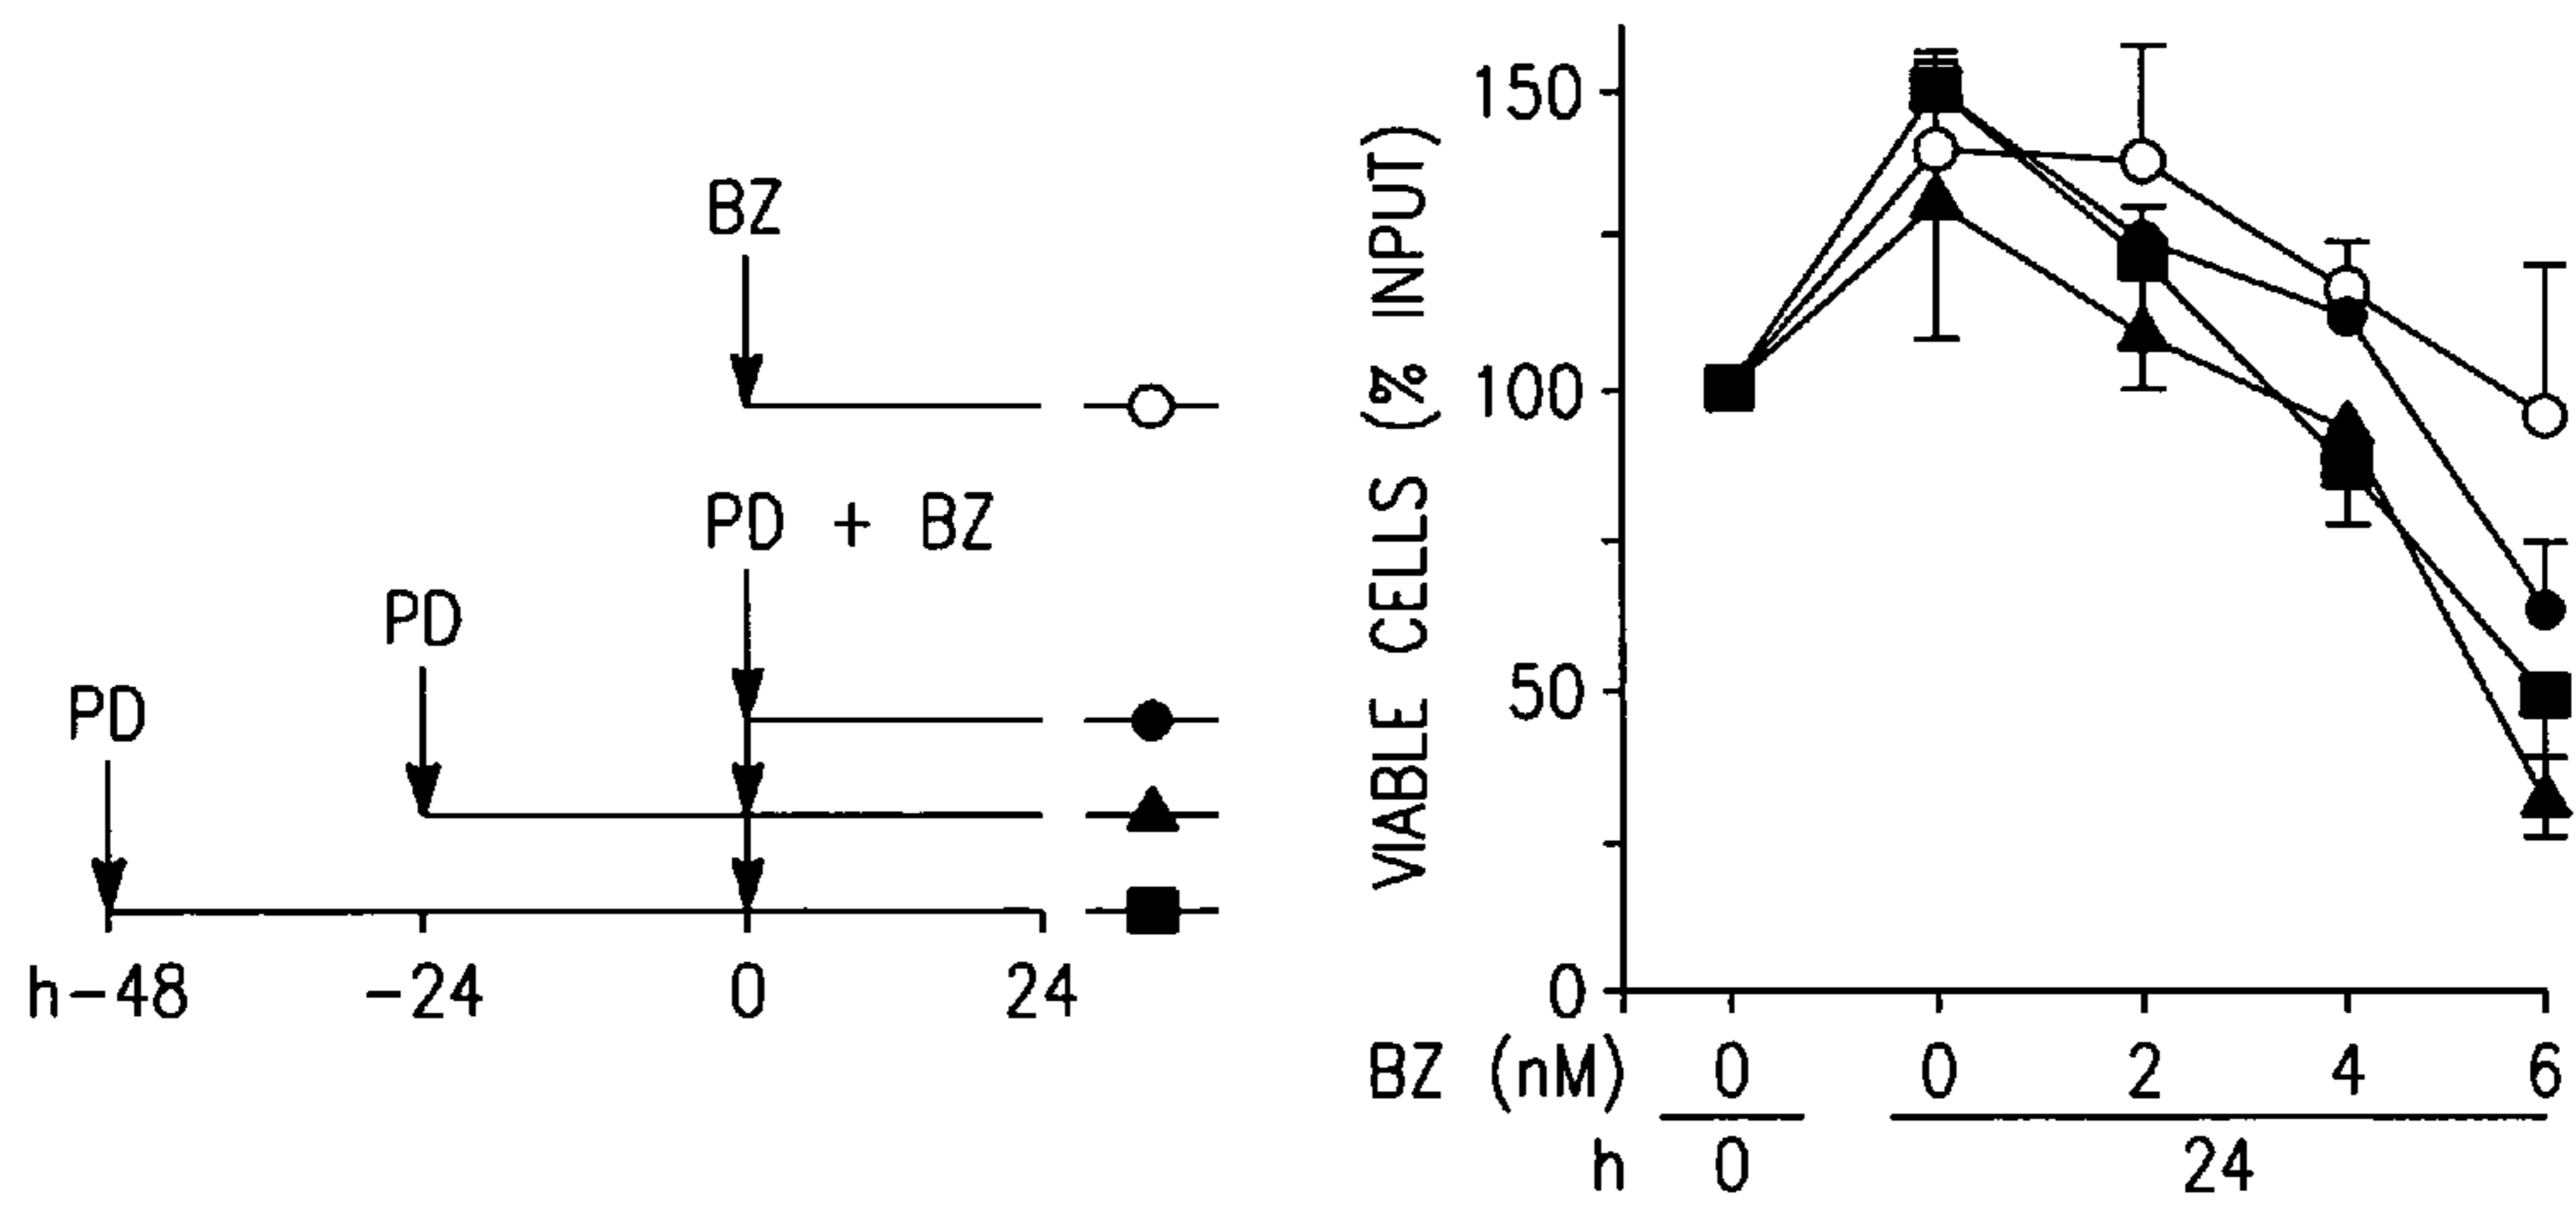 BZ
PD + BZ
PD
PD
h-48 -24 0 24
VIABLE CELLS (% INPUT)
150
100
50
0
BZ (nM) 0 0 2 4 6
h 0 24